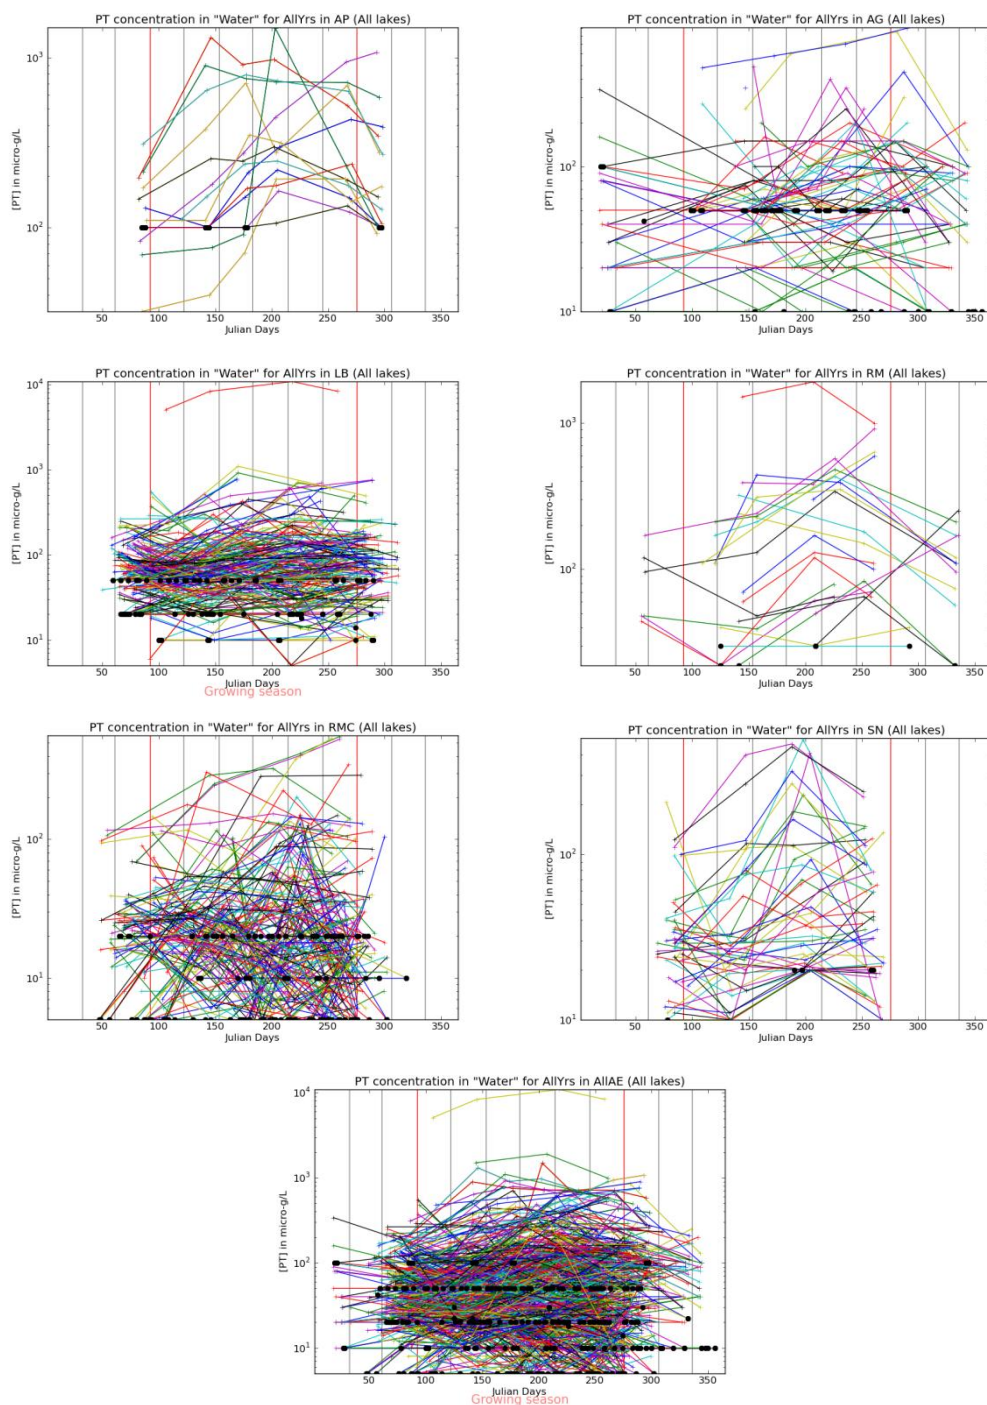 PT concentration in "Water" for AllYrs in AP (All lakes)
[PT] in micro-g/L
10³
10²
50 100 150 200 250 300 350
Julian Days
PT concentration in "Water" for AllYrs in AG (All lakes)
[PT] in micro-g/L
10²
10¹
50 100 150 200 250 300 350
Julian Days
PT concentration in "Water" for AllYrs in LB (All lakes)
[PT] in micro-g/L
10⁴
10³
10²
10¹
50 100 150 200 250 300 350
Julian Days
Growing season
PT concentration in "Water" for AllYrs in RM (All lakes)
[PT] in micro-g/L
10³
10²
50 100 150 200 250 300 350
Julian Days
PT concentration in "Water" for AllYrs in RMC (All lakes)
[PT] in micro-g/L
10²
10¹
50 100 150 200 250 300 350
Julian Days
PT concentration in "Water" for AllYrs in SN (All lakes)
[PT] in micro-g/L
10²
10¹
50 100 150 200 250 300 350
Julian Days
PT concentration in "Water" for AllYrs in AllAE (All lakes)
[PT] in micro-g/L
10⁴
10³
10²
10¹
50 100 150 200 250 300 350
Julian Days
Growing season